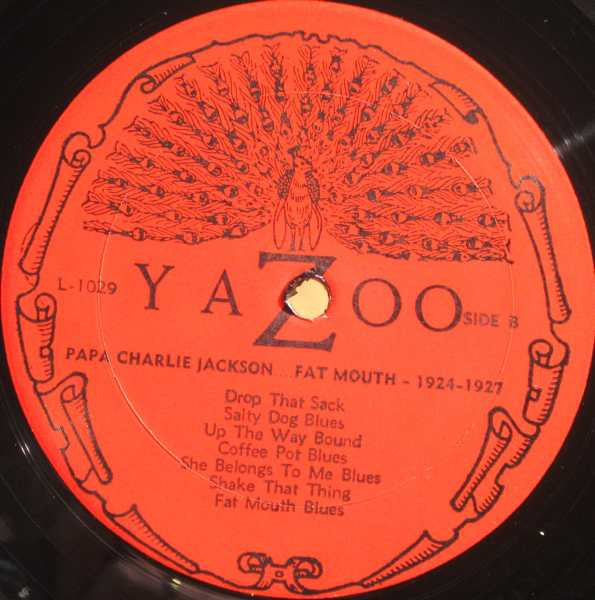 YAZOO
L-1029
SIDE B
PAPA CHARLIE JACKSON ... FAT MOUTH - 1924-1927
Drop That Sack
Salty Dog Blues
Up The Way Bound
Coffee Pot Blues
She Belongs To Me Blues
Shake That Thing
Fat Mouth Blues